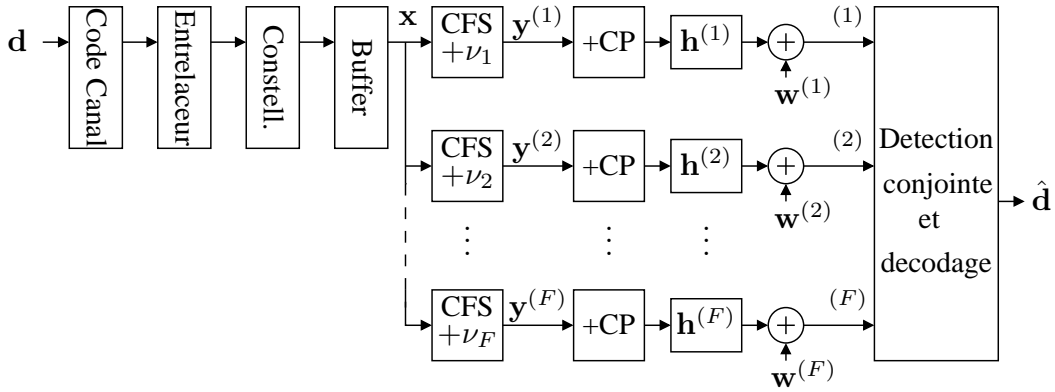 d
Code Canal
Entrelaceur
Constell.
Buffer
x
CFS
+ν₁
y⁽¹⁾
+CP
h⁽¹⁾
+
w⁽¹⁾
(1)
CFS
+ν₂
y⁽²⁾
+CP
h⁽²⁾
+
w⁽²⁾
(2)
⋮ ⋮ ⋮
CFS
+ν_F
y^(F)
+CP
h^(F)
+
w^(F)
(F)
Detection
conjointe
et
decodage
d̂